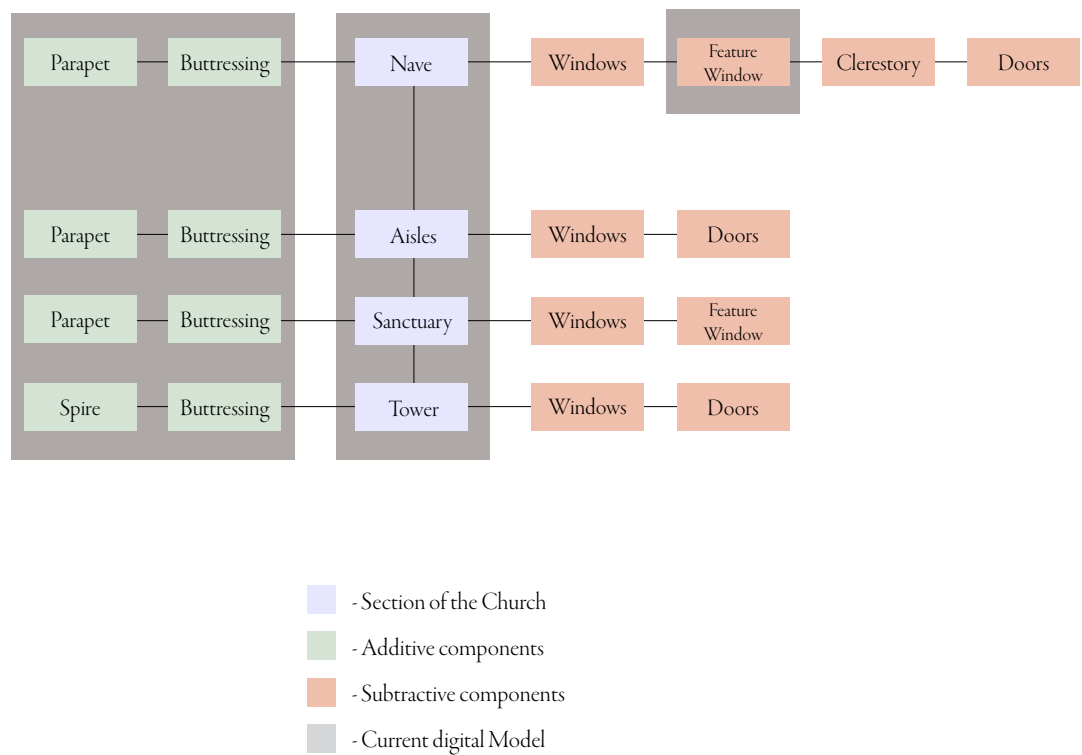 Parapet Buttressing Nave Windows Feature Window Clerestory Doors
Parapet Buttressing Aisles Windows Doors
Parapet Buttressing Sanctuary Windows Feature Window
Spire Buttressing Tower Windows Doors
- Section of the Church
- Additive components
- Subtractive components
- Current digital Model